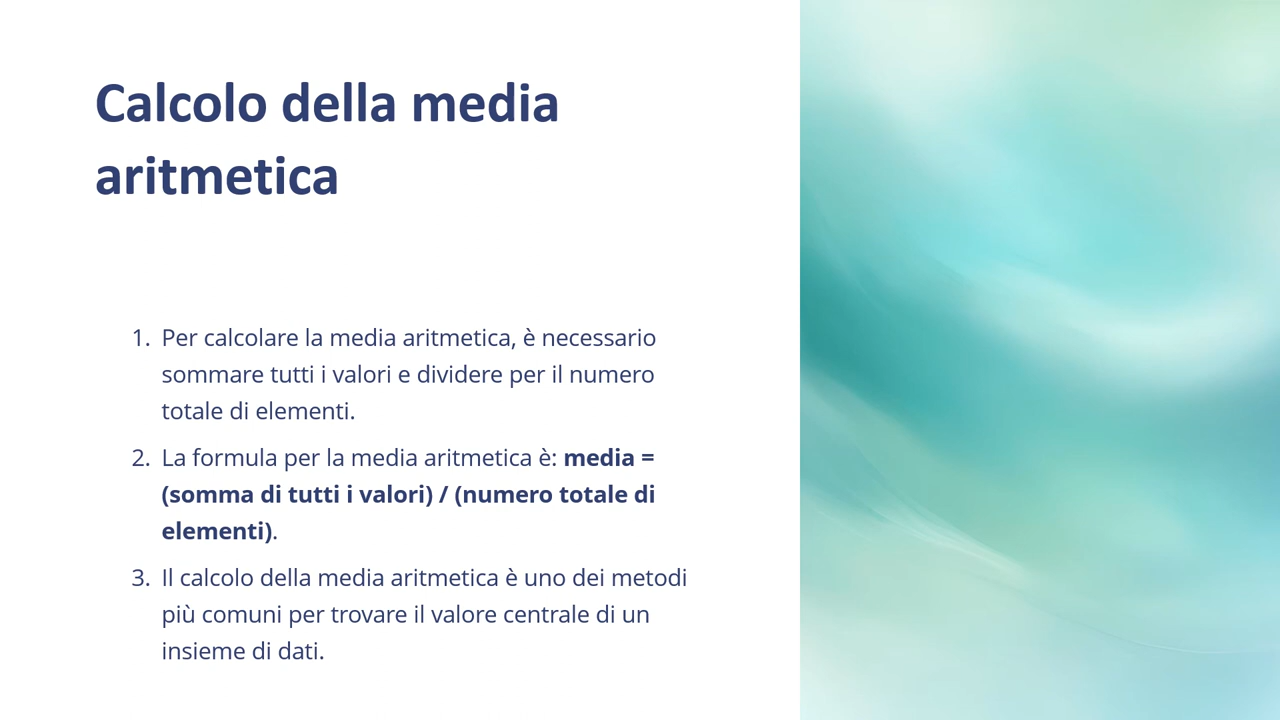 Calcolo della media
aritmetica
1. Per calcolare la media aritmetica, è necessario
sommare tutti i valori e dividere per il numero
totale di elementi.
2. La formula per la media aritmetica è: media =
(somma di tutti i valori) / (numero totale di
elementi).
3. Il calcolo della media aritmetica è uno dei metodi
più comuni per trovare il valore centrale di un
insieme di dati.